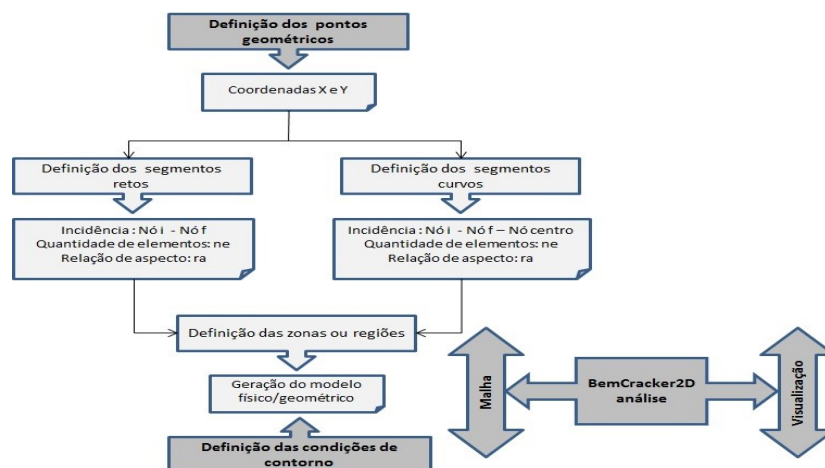 Definição dos pontos
geométricos
Coordenadas X e Y
Definição dos segmentos
retos
Definição dos segmentos
curvos
Incidência : Nó i - Nó f
Quantidade de elementos: ne
Relação de aspecto: ra
Incidência : Nó i - Nó f – Nó centro
Quantidade de elementos: ne
Relação de aspecto: ra
Definição das zonas ou regiões
Geração do modelo
físico/geométrico
Definição das condições de
contorno
Malha
BemCracker2D
análise
Visualização